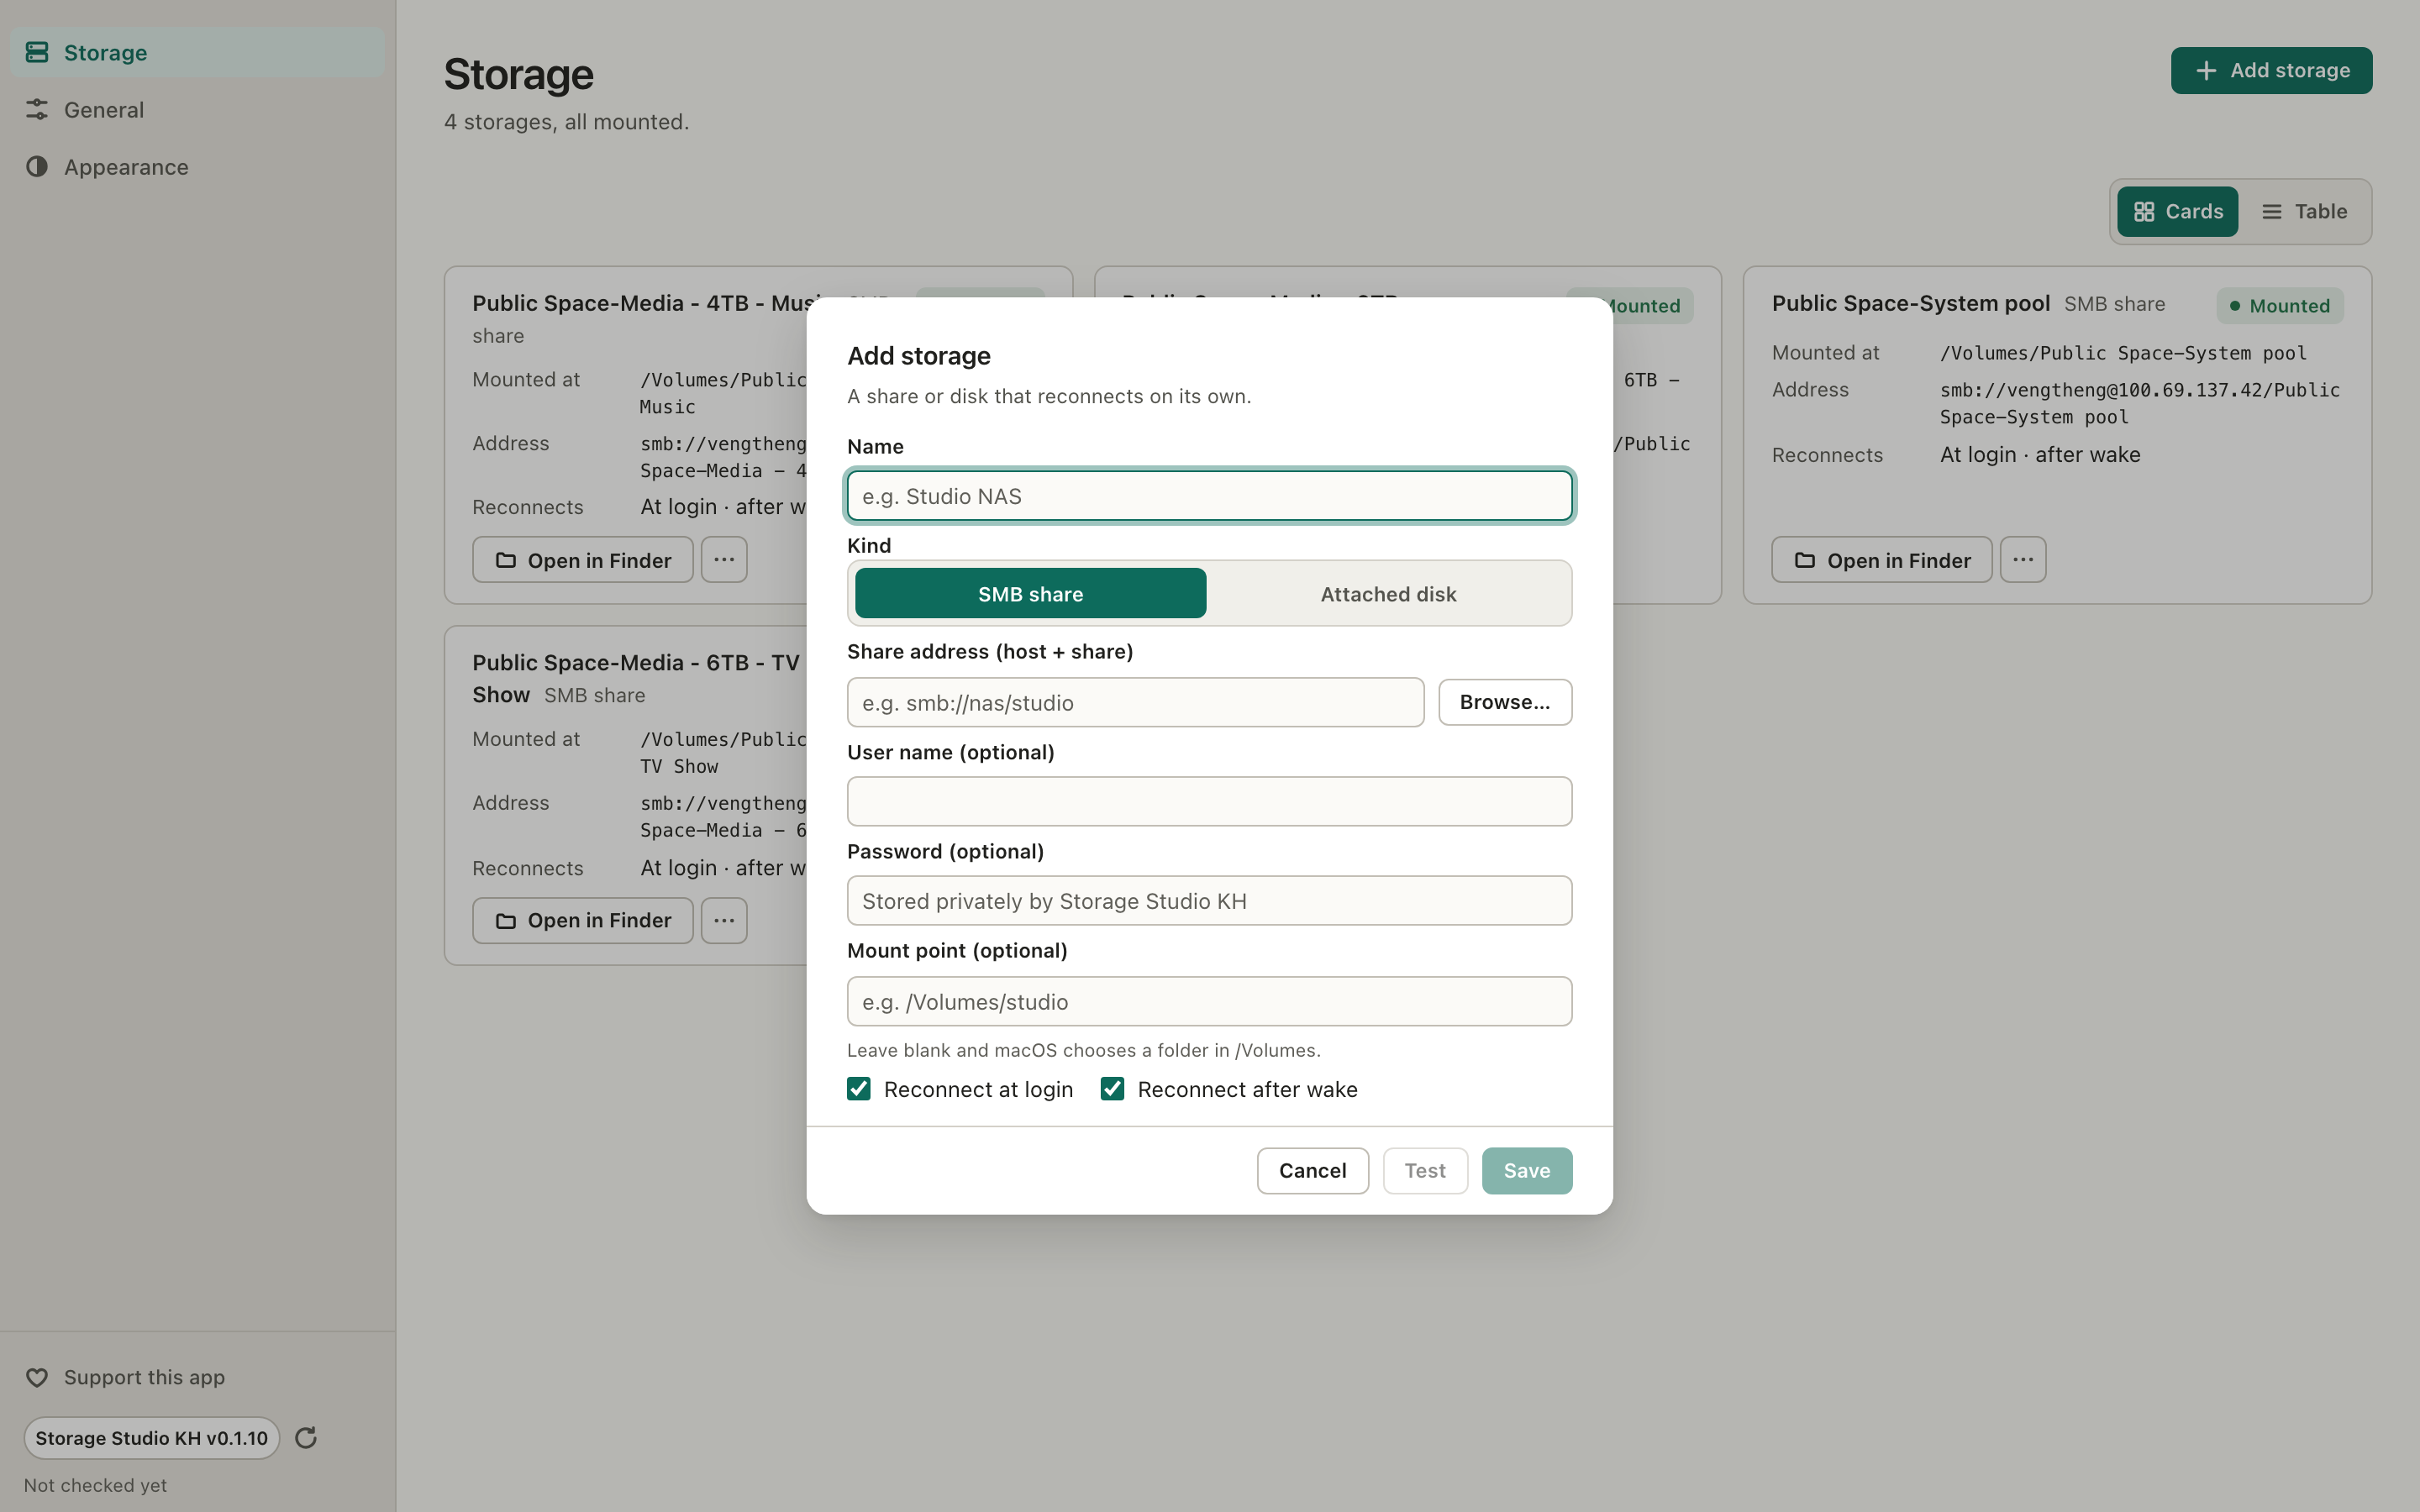 Storage
General
Appearance
Storage
4 storages, all mounted.
Add storage
Cards
Table
Public Space-Media - 4TB - Music
share
Mounted at
/Volumes/Public
Music
Address
smb://vengtheng
Space-Media - 4
Reconnects
At login · after w
Open in Finder
Mounted
6TB -
/Public
Public Space-System pool SMB share
Mounted
Mounted at
/Volumes/Public Space-System pool
Address
smb://vengtheng@100.69.137.42/Public
Space-System pool
Reconnects
At login · after wake
Open in Finder
Public Space-Media - 6TB - TV
Show SMB share
Mounted at
/Volumes/Public
TV Show
Address
smb://vengtheng
Space-Media - 6
Reconnects
At login · after w
Open in Finder
Add storage
A share or disk that reconnects on its own.
Name
e.g. Studio NAS
Kind
SMB share
Attached disk
Share address (host + share)
e.g. smb://nas/studio
Browse...
User name (optional)
Password (optional)
Stored privately by Storage Studio KH
Mount point (optional)
e.g. /Volumes/studio
Leave blank and macOS chooses a folder in /Volumes.
Reconnect at login
Reconnect after wake
Cancel
Test
Save
Support this app
Storage Studio KH v0.1.10
Not checked yet